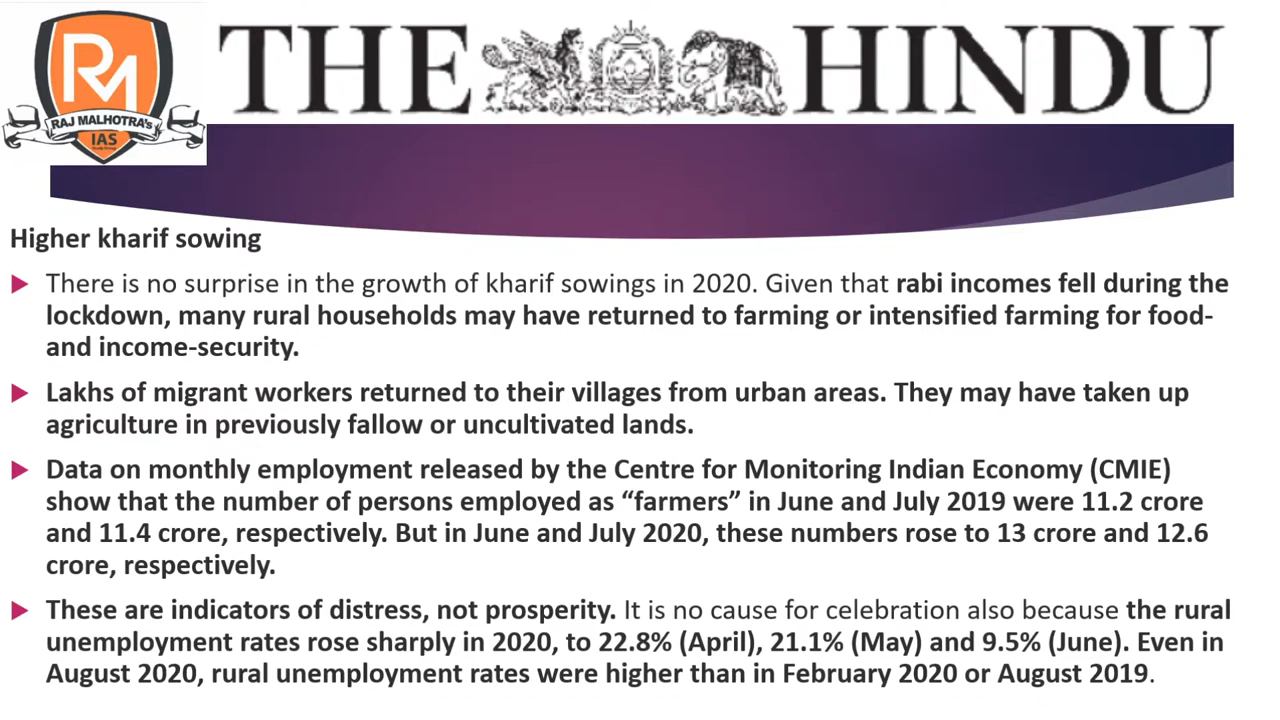 RM
RAJ MALHOTRA's
IAS
THE HINDU
Higher kharif sowing
There is no surprise in the growth of kharif sowings in 2020. Given that rabi incomes fell during the
lockdown, many rural households may have returned to farming or intensified farming for food-
and income-security.
Lakhs of migrant workers returned to their villages from urban areas. They may have taken up
agriculture in previously fallow or uncultivated lands.
Data on monthly employment released by the Centre for Monitoring Indian Economy (CMIE)
show that the number of persons employed as “farmers” in June and July 2019 were 11.2 crore
and 11.4 crore, respectively. But in June and July 2020, these numbers rose to 13 crore and 12.6
crore, respectively.
These are indicators of distress, not prosperity. It is no cause for celebration also because the rural
unemployment rates rose sharply in 2020, to 22.8% (April), 21.1% (May) and 9.5% (June). Even in
August 2020, rural unemployment rates were higher than in February 2020 or August 2019.